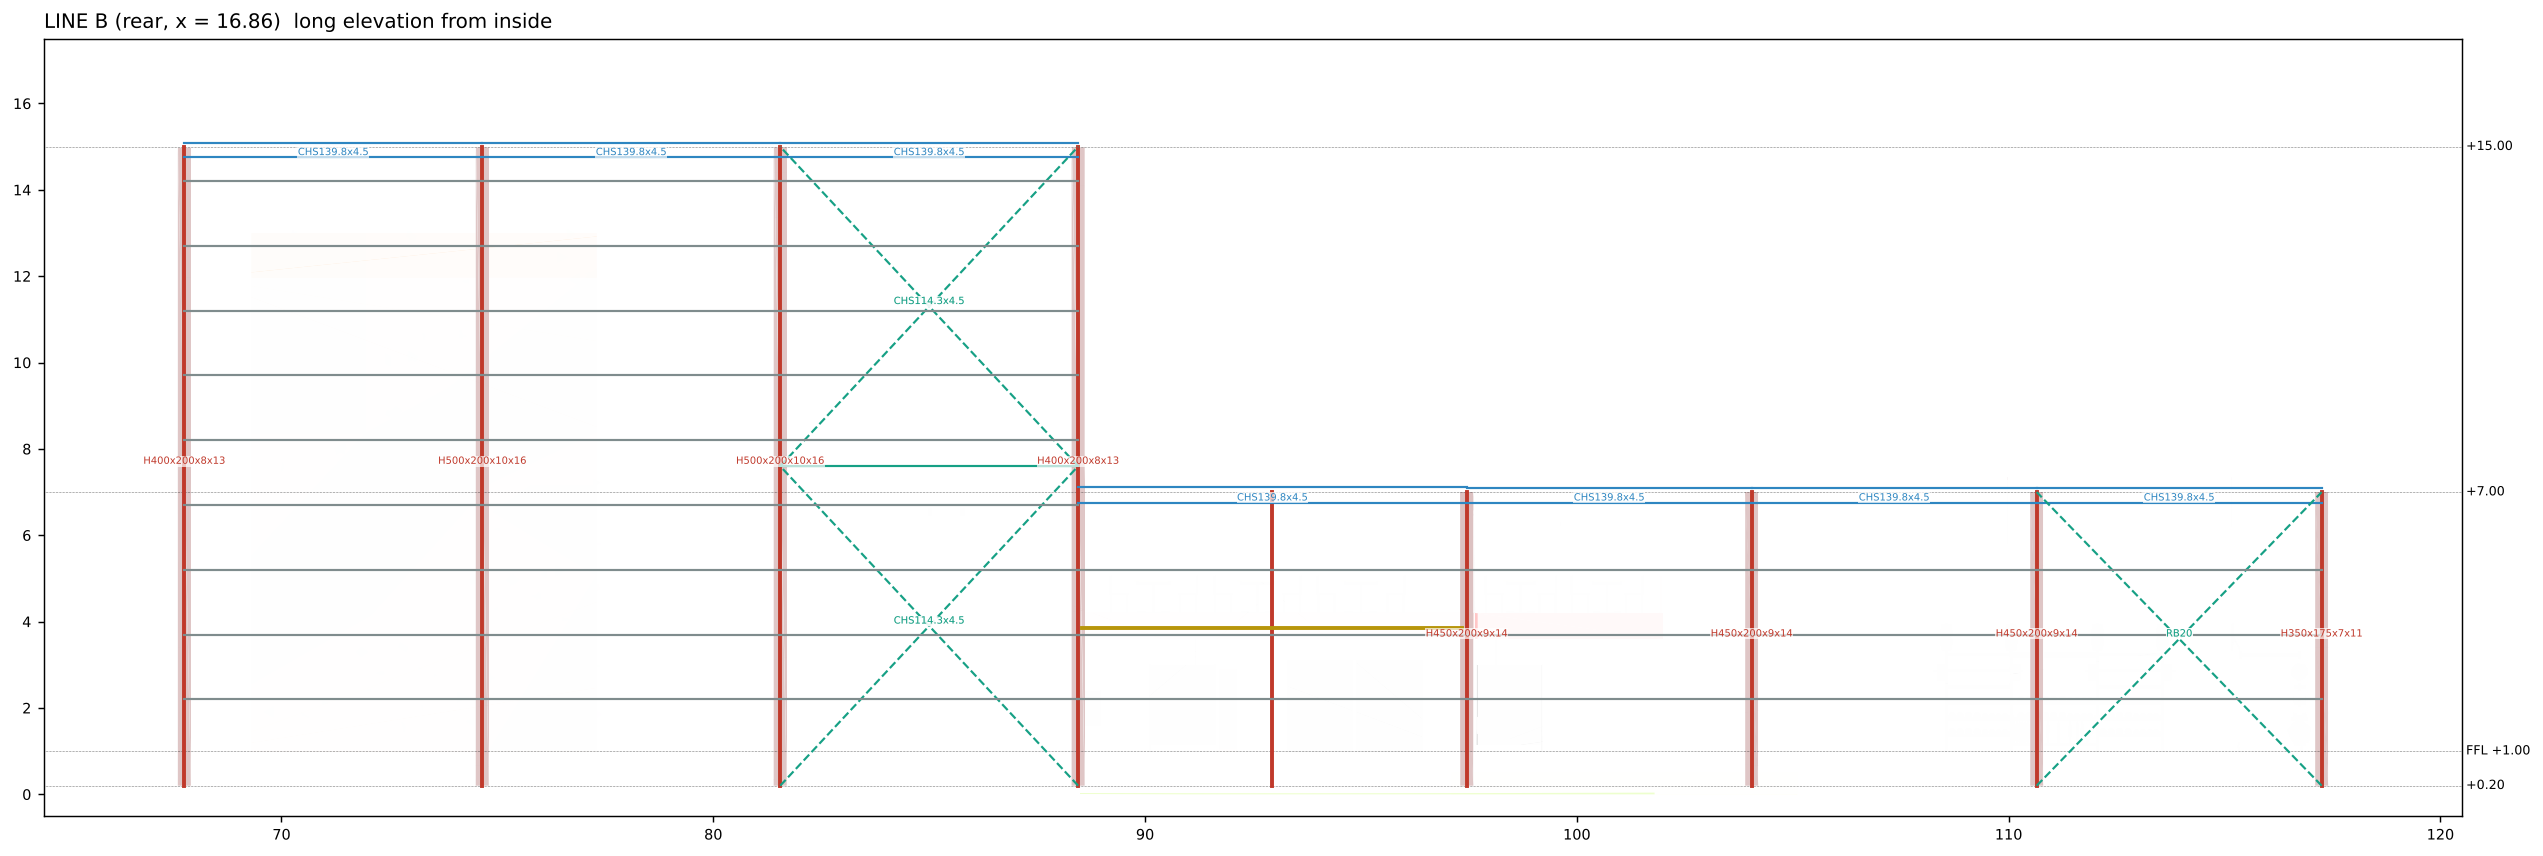 LINE B (rear, x = 16.86)  long elevation from inside
16
+15.00
CHS139.8x4.5 CHS139.8x4.5 CHS139.8x4.5
14
12
CHS114.3x4.5
10
8
H400x200x8x13 H500x200x10x16 H500x200x10x16 H400x200x8x13
+7.00
CHS139.8x4.5 CHS139.8x4.5 CHS139.8x4.5 CHS139.8x4.5
6
4
CHS114.3x4.5
H450x200x9x14 H450x200x9x14 H450x200x9x14 RB20 H350x175x7x11
2
FFL +1.00
+0.20
0
70 80 90 100 110 120